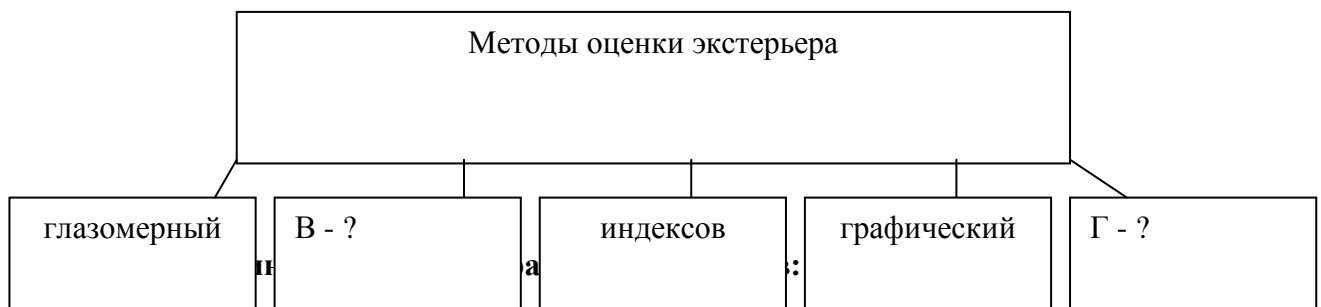 Методы оценки экстерьера
глазомерный
В - ?
индексов
графический
Г - ?